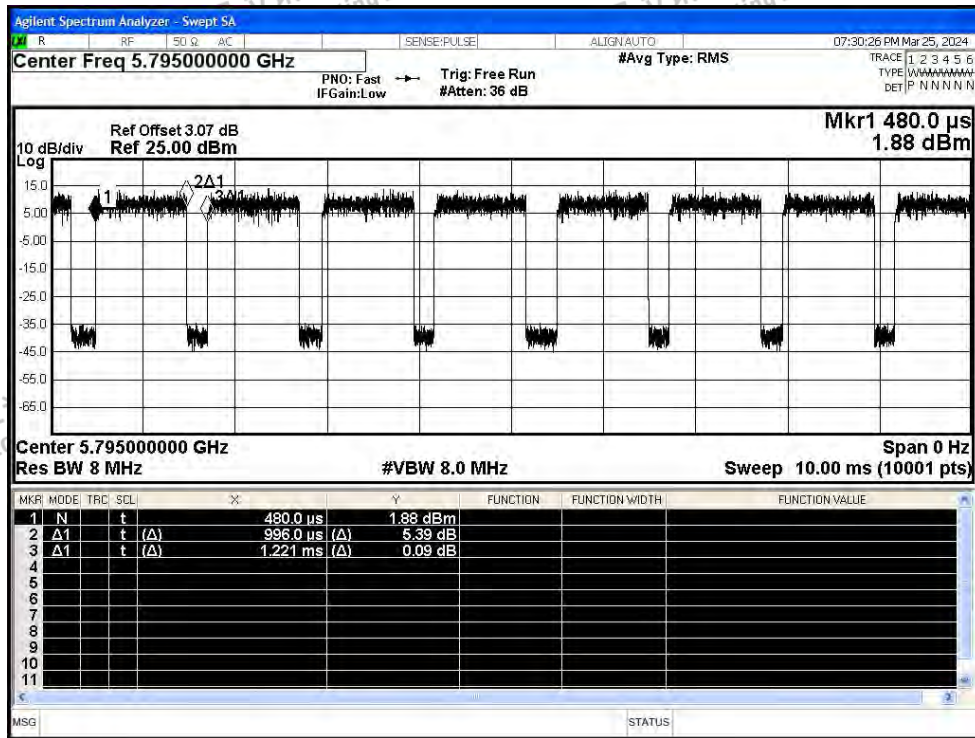 Agilent Spectrum Analyzer - Swept SA
LXI R RF 50 Ω AC SENSE:PULSE ALIGN AUTO 07:30:26 PM Mar 25, 2024
Center Freq 5.795000000 GHz
#Avg Type: RMS
TRACE 1 2 3 4 5 6
PNO: Fast Trig: Free Run
TYPE
IFGain:Low #Atten: 36 dB
DET P N N N N N
Mkr1 480.0 µs
Ref Offset 3.07 dB
10 dB/div Ref 25.00 dBm
1.88 dBm
Log
15.0
5.00
-5.00
-15.0
-25.0
-35.0
-45.0
-55.0
-65.0
1
2Δ1
3Δ1
Center 5.795000000 GHz Span 0 Hz
Res BW 8 MHz #VBW 8.0 MHz Sweep 10.00 ms (10001 pts)
MKR MODE TRC SCL X Y FUNCTION FUNCTION WIDTH FUNCTION VALUE
1 N t 480.0 µs 1.88 dBm
2 Δ1 t (Δ) 996.0 µs (Δ) 5.39 dB
3 Δ1 t (Δ) 1.221 ms (Δ) 0.09 dB
4
5
6
7
8
9
10
11
MSG STATUS